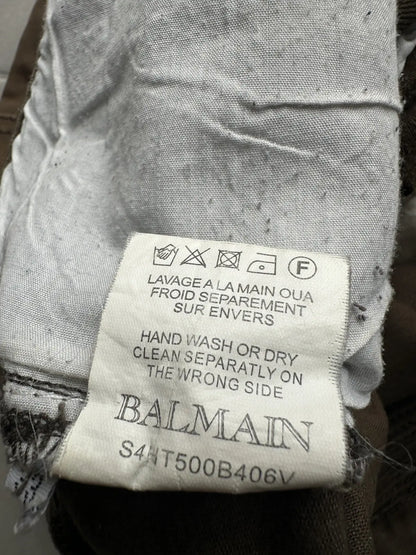 F
LAVAGE A LA MAIN OUA
FROID SEPAREMENT
SUR ENVERS
HAND WASH OR DRY
CLEAN SEPARATELY ON
THE WRONG SIDE
BALMAIN
S4HT500B406V